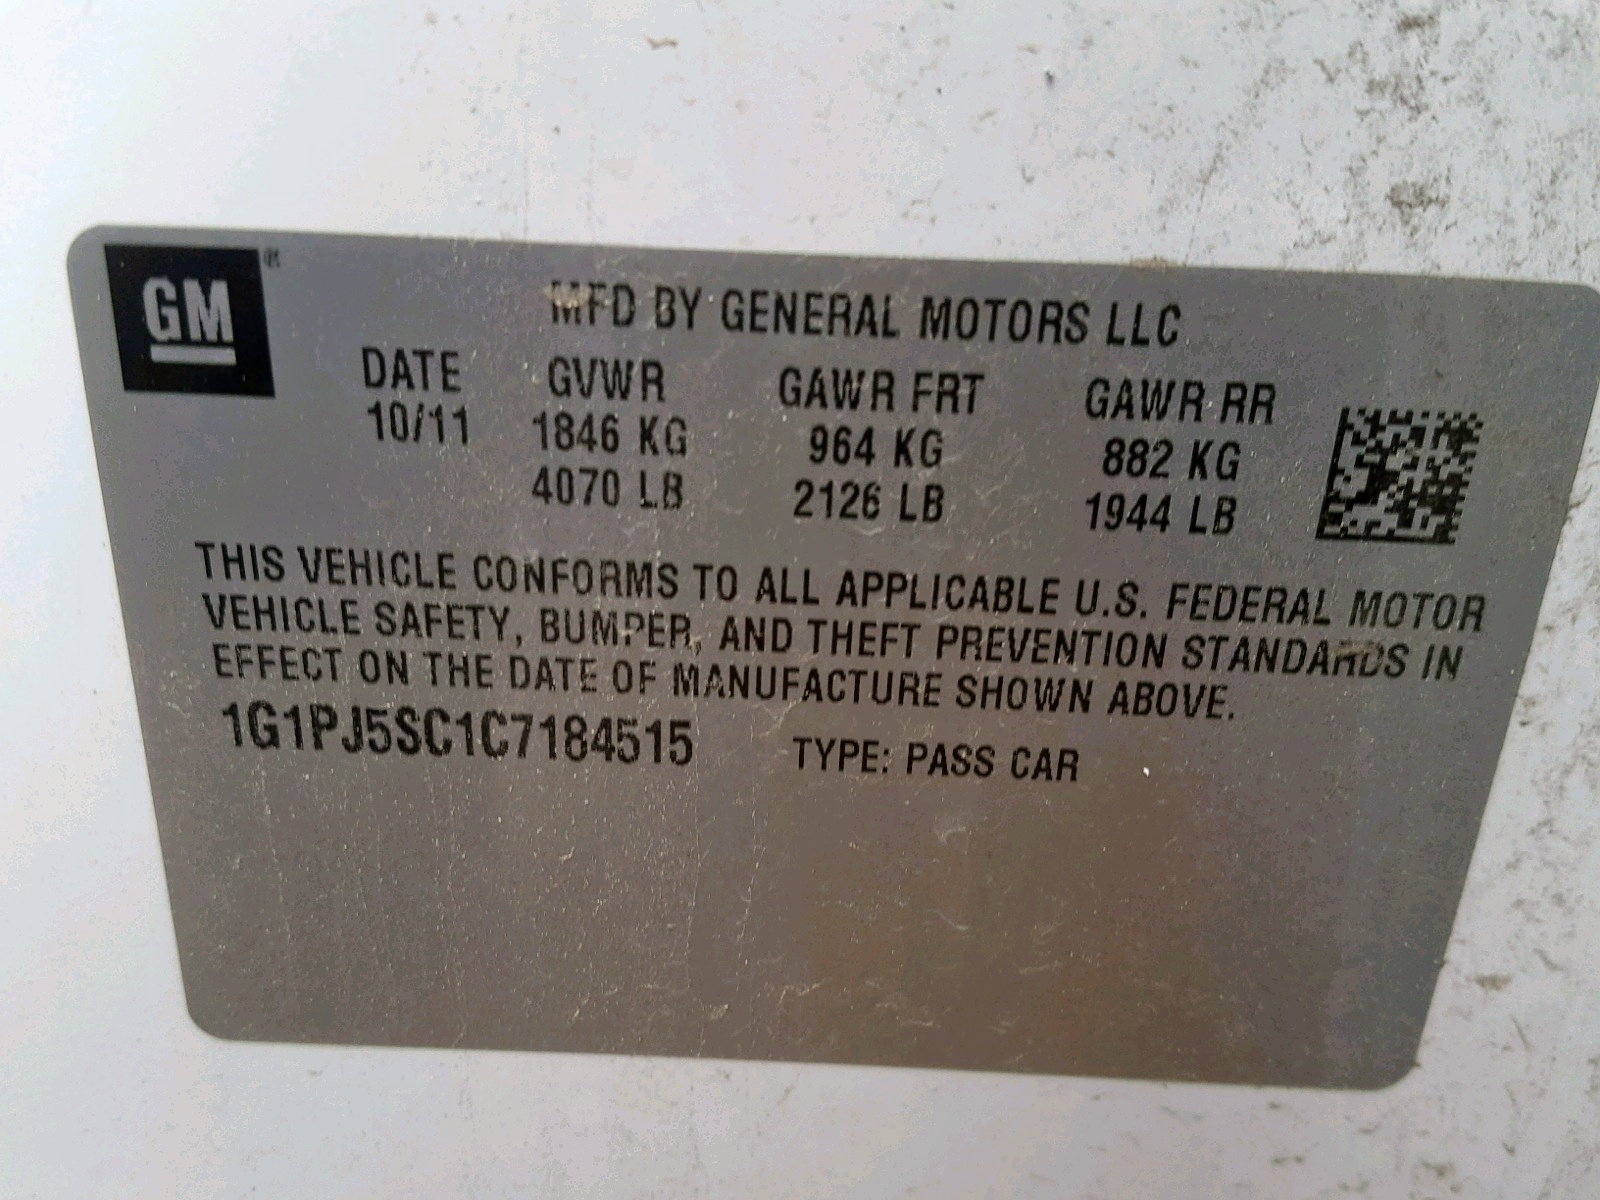 GM®
MFD BY GENERAL MOTORS LLC
DATE GVWR GAWR FRT GAWR RR
10/11 1846 KG 964 KG 882 KG
4070 LB 2126 LB 1944 LB
THIS VEHICLE CONFORMS TO ALL APPLICABLE U.S. FEDERAL MOTOR
VEHICLE SAFETY, BUMPER, AND THEFT PREVENTION STANDARDS IN
EFFECT ON THE DATE OF MANUFACTURE SHOWN ABOVE.
1G1PJ5SC1C7184515 TYPE: PASS CAR